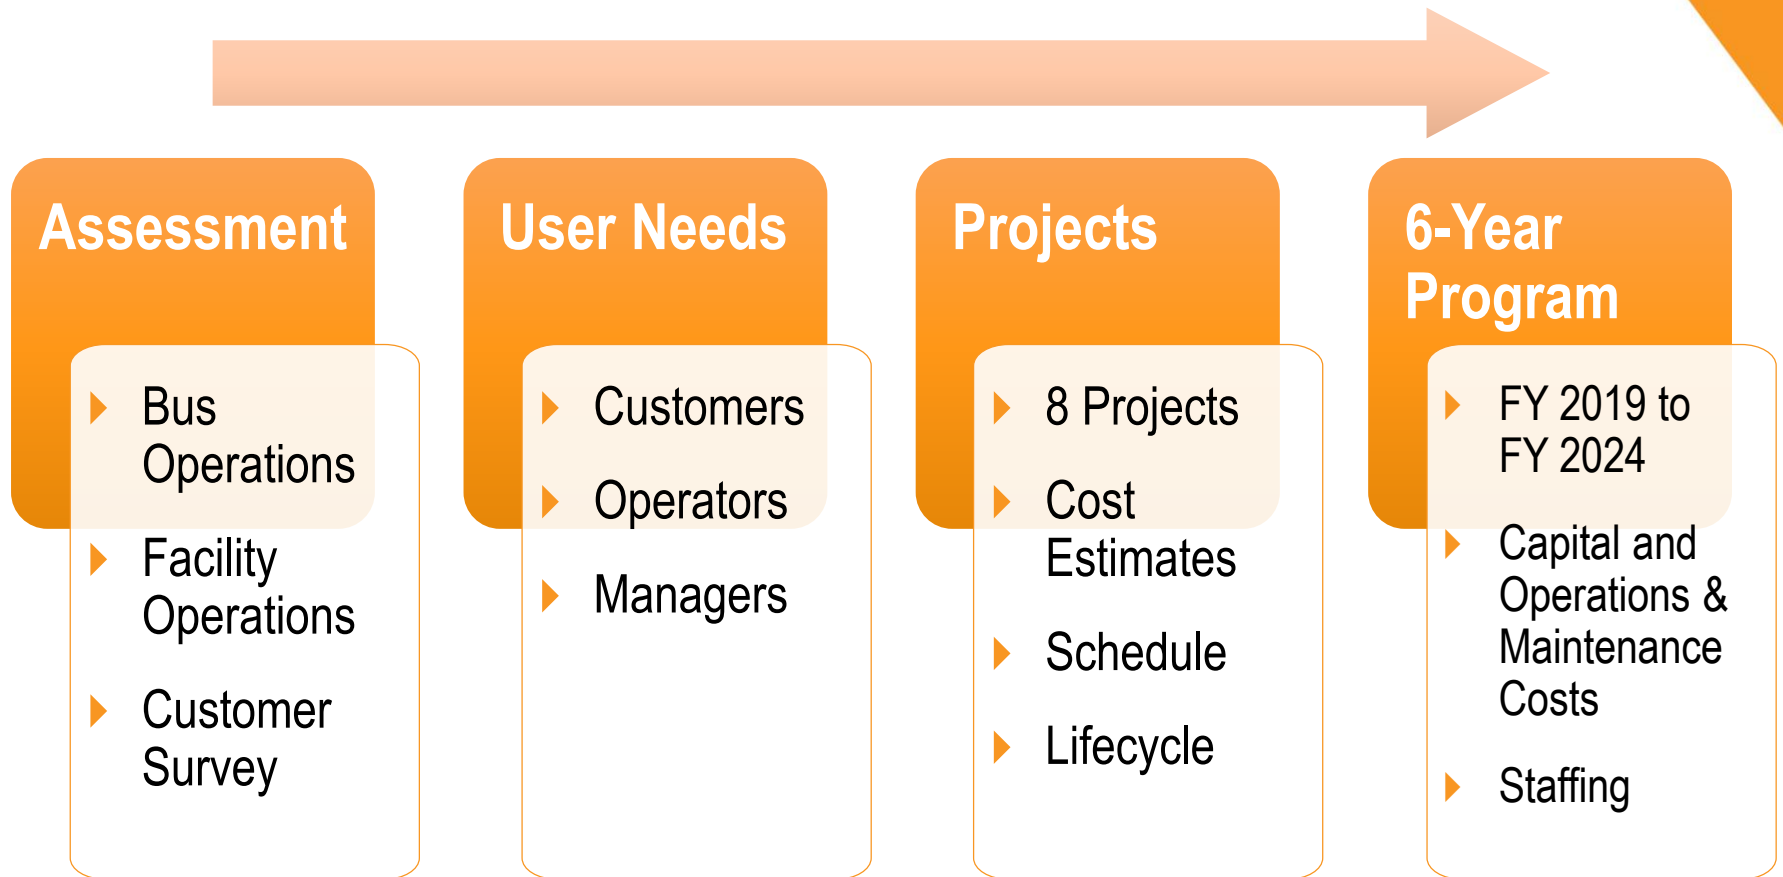 Assessment
Bus
Operations
Facility
Operations
Customer
Survey
User Needs
Customers
Operators
Managers
Projects
8 Projects
Cost
Estimates
Schedule
Lifecycle
6-Year
Program
FY 2019 to
FY 2024
Capital and
Operations &
Maintenance
Costs
Staffing